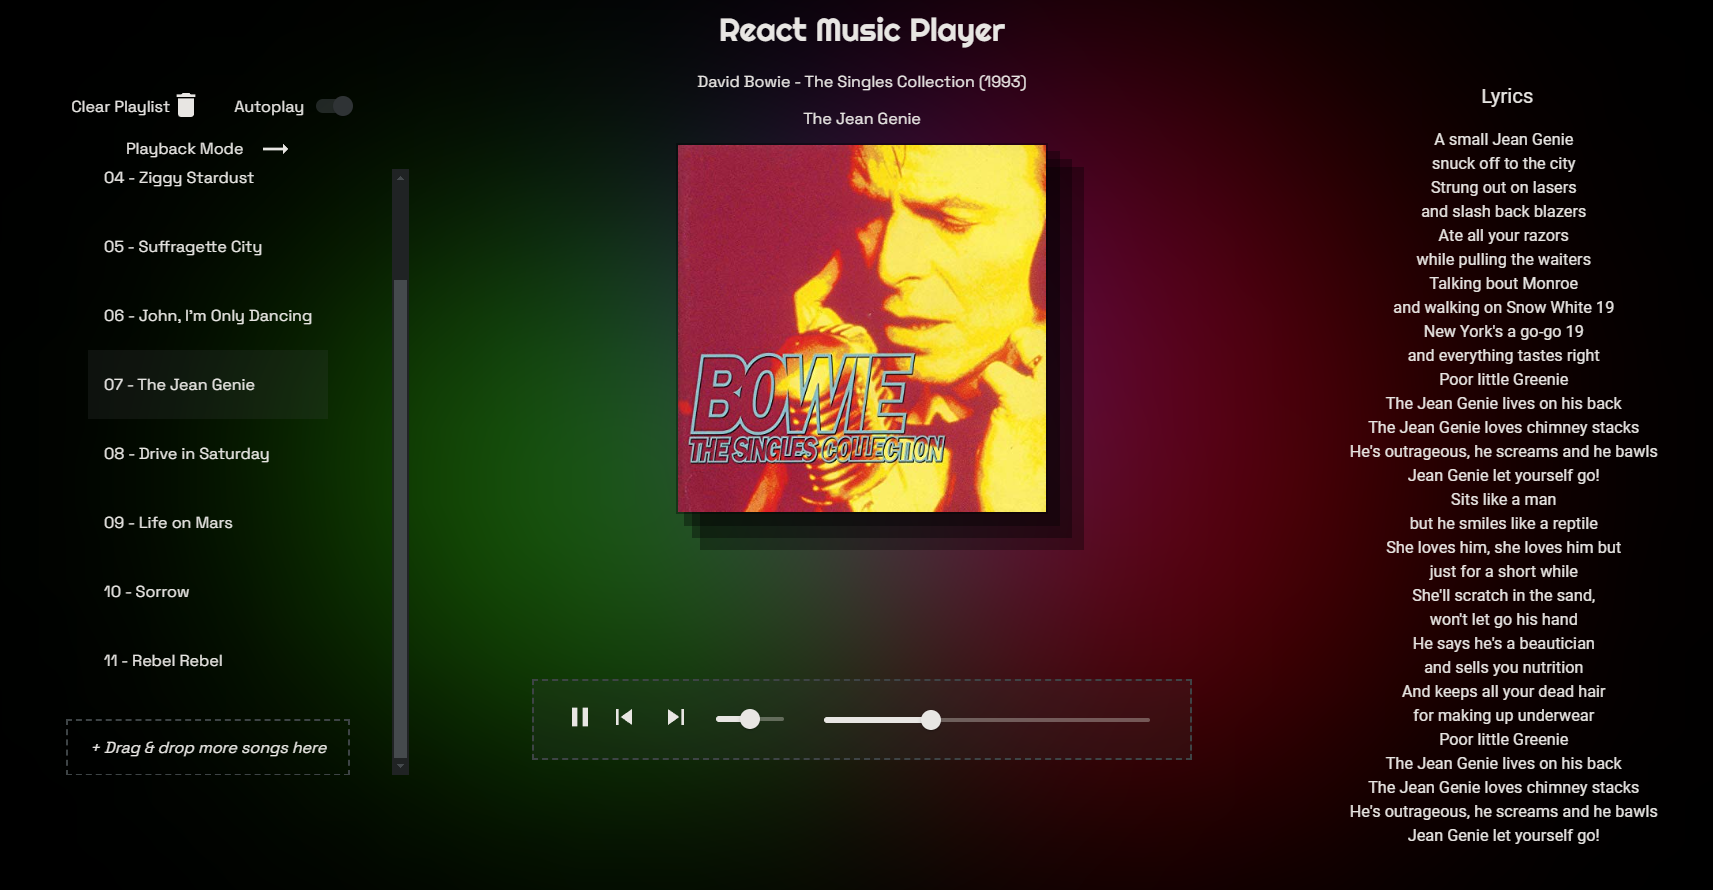 React Music Player
David Bowie - The Singles Collection (1993)
The Jean Genie
Clear Playlist
Autoplay
Playback Mode
04 - Ziggy Stardust
05 - Suffragette City
06 - John, I'm Only Dancing
07 - The Jean Genie
08 - Drive in Saturday
09 - Life on Mars
10 - Sorrow
11 - Rebel Rebel
+ Drag & drop more songs here
BOWIE
THE SINGLES COLLECTION
Lyrics
A small Jean Genie
snuck off to the city
Strung out on lasers
and slash back blazers
Ate all your razors
while pulling the waiters
Talking bout Monroe
and walking on Snow White 19
New York's a go-go 19
and everything tastes right
Poor little Greenie
The Jean Genie lives on his back
The Jean Genie loves chimney stacks
He's outrageous, he screams and he bawls
Jean Genie let yourself go!
Sits like a man
but he smiles like a reptile
She loves him, she loves him but
just for a short while
She'll scratch in the sand,
won't let go his hand
He says he's a beautician
and sells you nutrition
And keeps all your dead hair
for making up underwear
Poor little Greenie
The Jean Genie lives on his back
The Jean Genie loves chimney stacks
He's outrageous, he screams and he bawls
Jean Genie let yourself go!